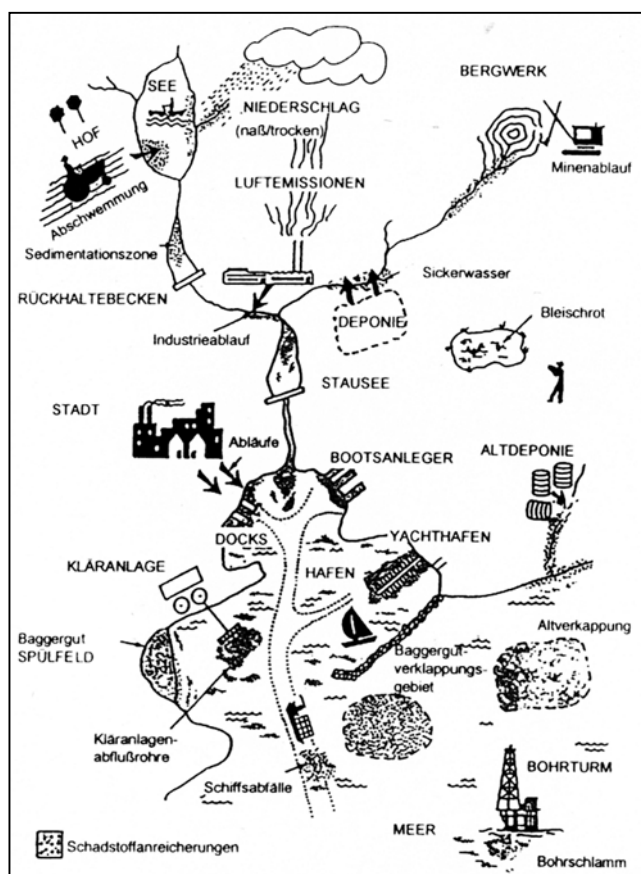 SEE
NIEDERSCHLAG
(naß/trocken)
BERGWERK
HOF
Minenablauf
LUFTEMISSIONEN
Abschwemmung
Sedimentationszone
Sickerwasser
RÜCKHALTEBECKEN
DEPONIE
Bleischrot
Industrieablauf
STAUSEE
STADT
Abläufe
BOOTSANLEGER
ALTDEPONIE
DOCKS
YACHTHAFEN
KLÄRANLAGE
HAFEN
Baggergut
SPÜLFELD
Baggergut-
verklappungs-
gebiet
Altverkappung
Kläranlagen-
abflußrohre
Schiffsabfälle
BOHRTURM
MEER
Schadstoffanreicherungen
Bohrschlamm